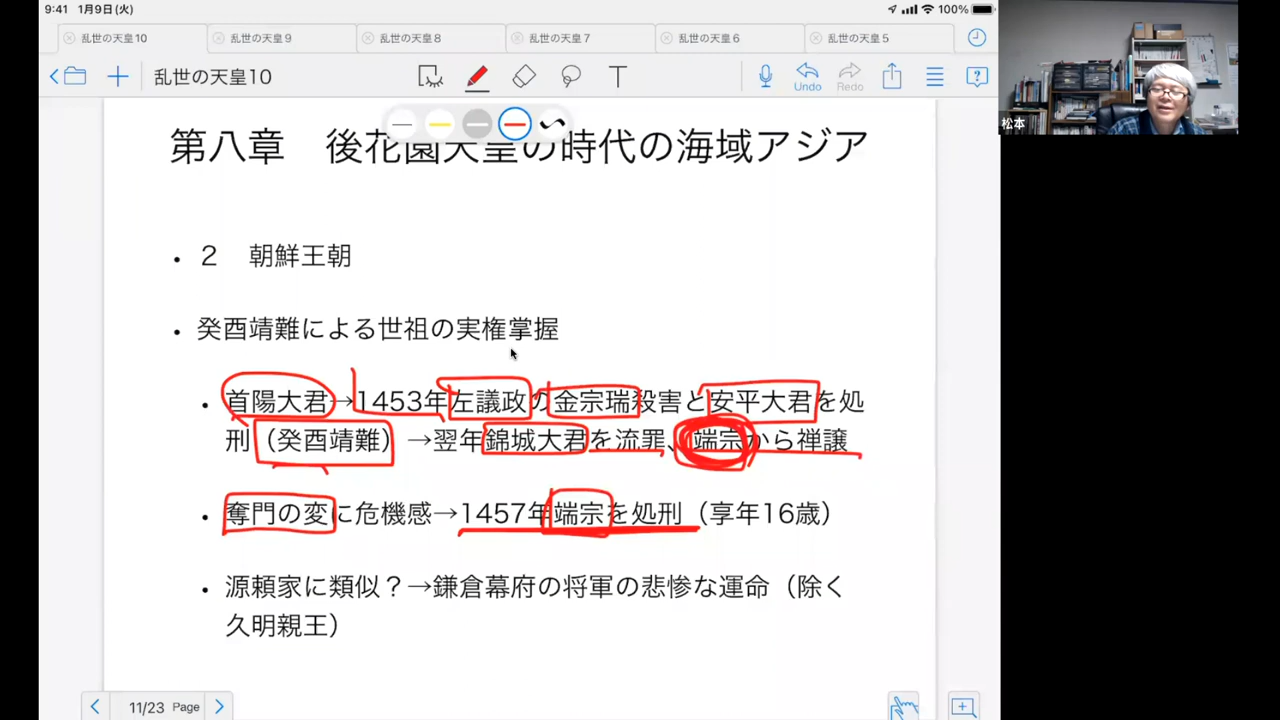 9:41 1月9日(火)
100%
乱世の天皇10
乱世の天皇9
乱世の天皇8
乱世の天皇7
乱世の天皇6
乱世の天皇5
乱世の天皇10
T
Undo
Redo
松本
第八章 後花園天皇の時代の海域アジア
• 2 朝鮮王朝
• 癸酉靖難による世祖の実権掌握
• 首陽大君→1453年左議政の金宗瑞殺害と安平大君を処
刑（癸酉靖難）→翌年錦城大君を流罪、端宗から禅譲
• 奪門の変に危機感→1457年端宗を処刑（享年16歳）
• 源頼家に類似？→鎌倉幕府の将軍の悲惨な運命（除く
久明親王）
11/23 Page